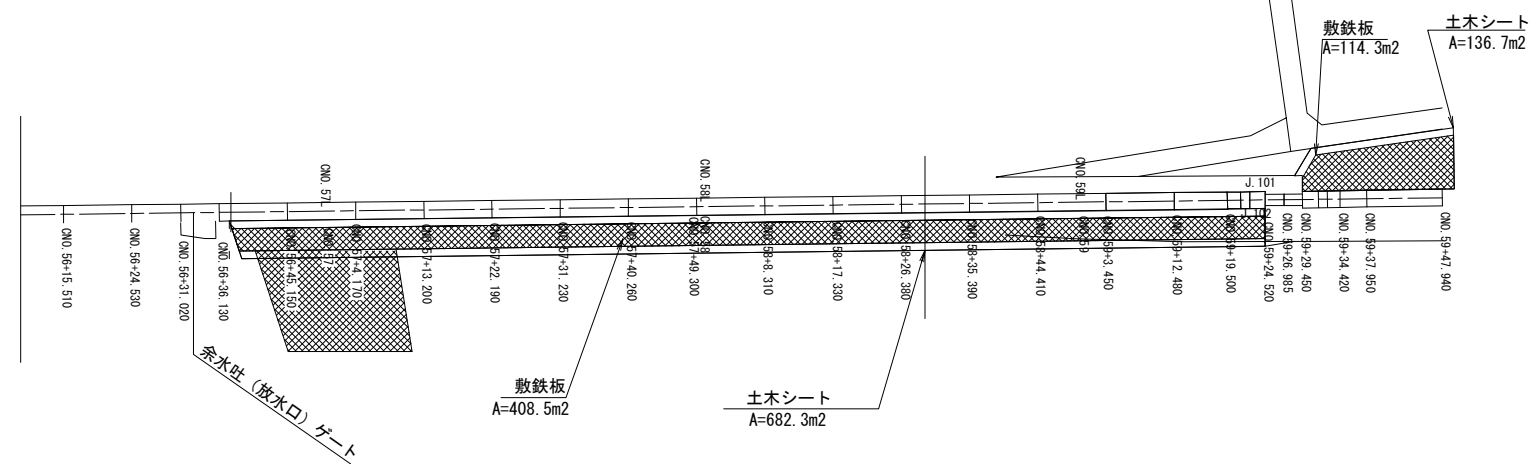 敷鉄板
A=114.3m2
土木シート
A=136.7m2
CNO.57L
CNO.58L
CNO.59L
J.101
J.102
CNO.56+15.510
CNO.56+24.530
CNO.56+31.020
CNO.56+36.130
CNO.56+45.150
CNO.57
CNO.57+4.170
CNO.57+13.200
CNO.57+22.190
CNO.57+31.230
CNO.57+40.260
CNO.57+49.300
CNO.58
CNO.58+8.310
CNO.58+17.330
CNO.58+26.380
CNO.58+35.390
CNO.58+44.410
CNO.59
CNO.59+3.450
CNO.59+12.480
CNO.59+19.500
CNO.59+24.520
CNO.59+26.985
CNO.59+29.450
CNO.59+34.420
CNO.59+37.950
CNO.59+47.940
余水吐（放水口）ゲート
敷鉄板
A=408.5m2
土木シート
A=682.3m2